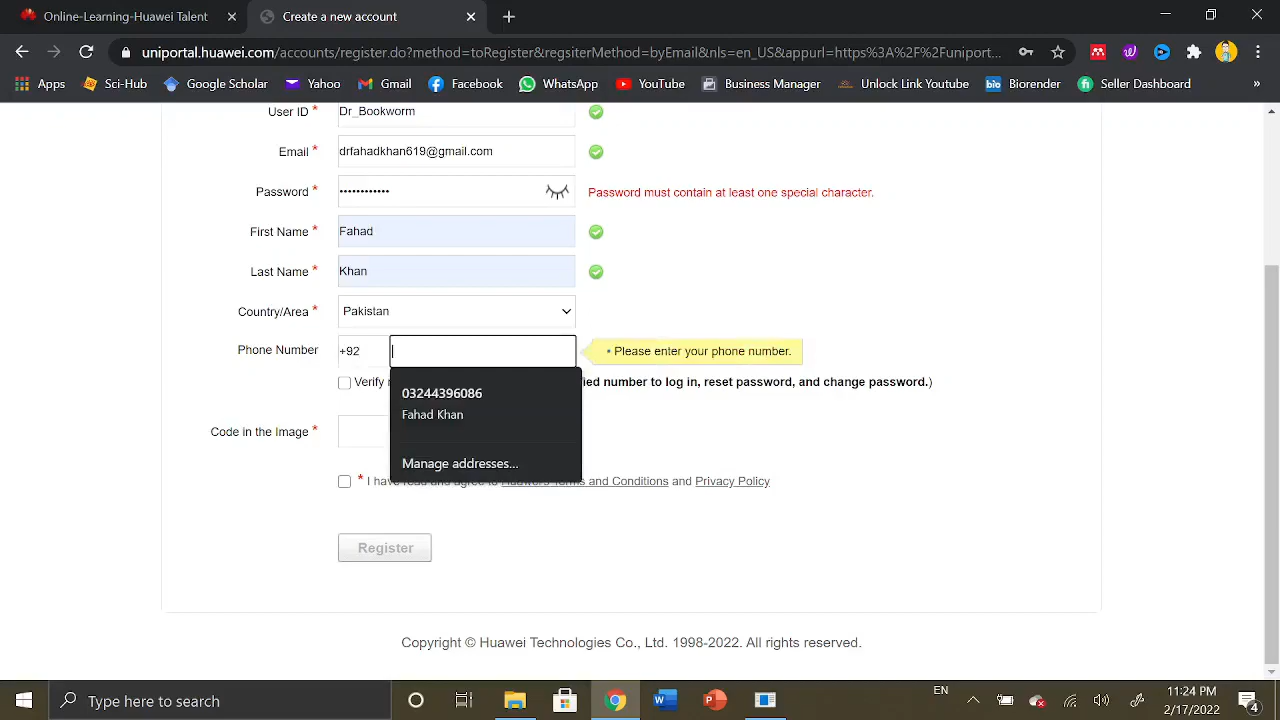 Online-Learning-Huawei Talent
Create a new account
uniportal.huawei.com/accounts/register.do?method=toRegister&regsiterMethod=byEmail&nls=en_US&appurl=https%3A%2F%2Funiport...
Apps Sci-Hub Google Scholar Yahoo Gmail Facebook WhatsApp YouTube Business Manager Unlock Link Youtube bio Biorender Seller Dashboard »
User ID * Dr_Bookworm
Email * drfahadkhan619@gmail.com
Password * •••••••••••• Password must contain at least one special character.
First Name * Fahad
Last Name * Khan
Country/Area * Pakistan
Phone Number +92 * Please enter your phone number.
Verify ied number to log in, reset password, and change password.)
03244396086
Fahad Khan
Code in the Image *
Manage addresses...
* I have read and agree to Huawei's Terms and Conditions and Privacy Policy
Register
Copyright © Huawei Technologies Co., Ltd. 1998-2022. All rights reserved.
Type here to search
EN
11:24 PM
2/17/2022
4